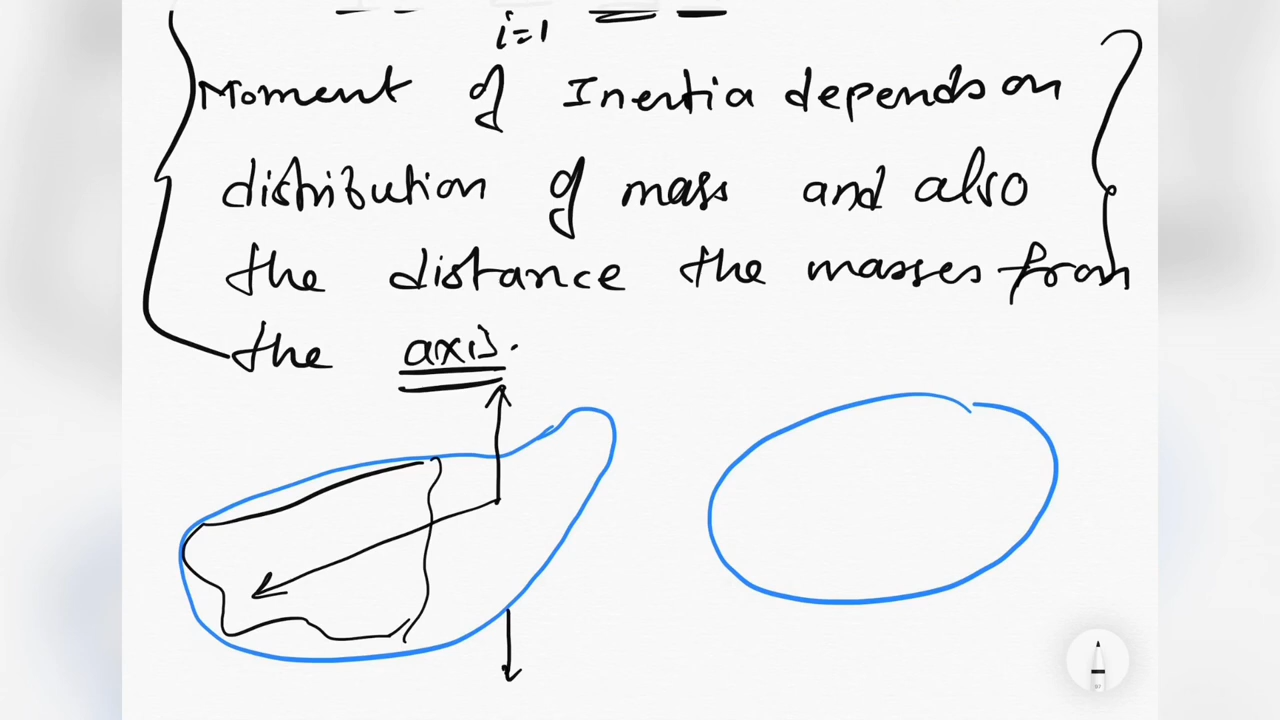 i=1
Moment of Inertia depends on
distribution of mass and also
the distance the masses from
the axis.